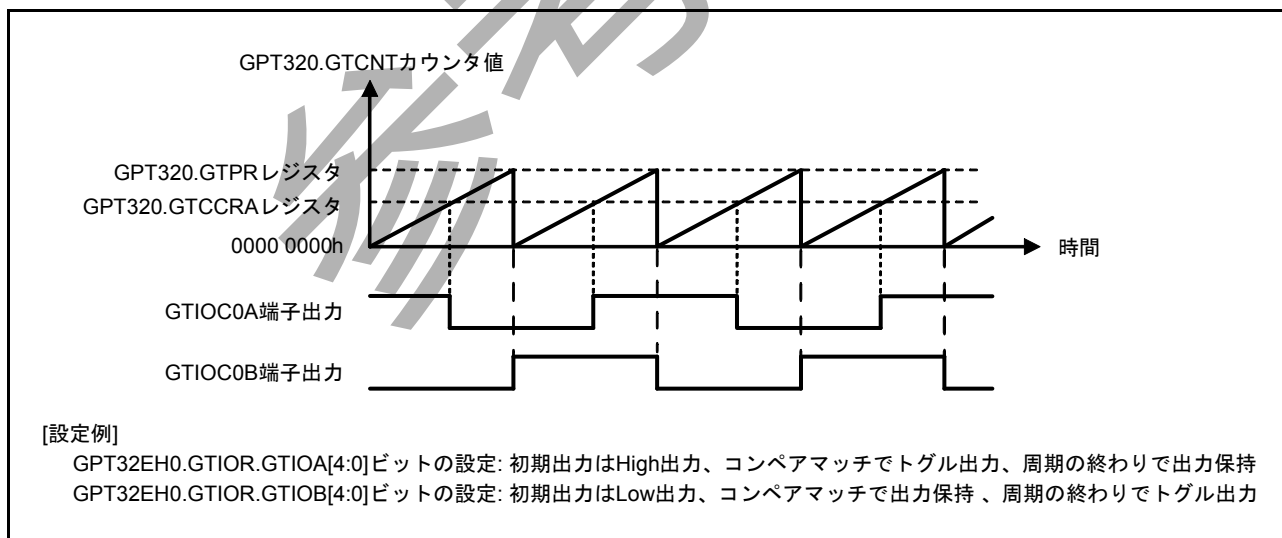 GPT320.GTCNTカウンタ値
GPT320.GTPRレジスタ
GPT320.GTCCRAレジスタ
0000 0000h
時間
GTIOC0A端子出力
GTIOC0B端子出力
[設定例]
GPT32EH0.GTIOR.GTIOA[4:0]ビットの設定: 初期出力はHigh出力、コンペアマッチでトグル出力、周期の終わりで出力保持
GPT32EH0.GTIOR.GTIOB[4:0]ビットの設定: 初期出力はLow出力、コンペアマッチで出力保持 、周期の終わりでトグル出力